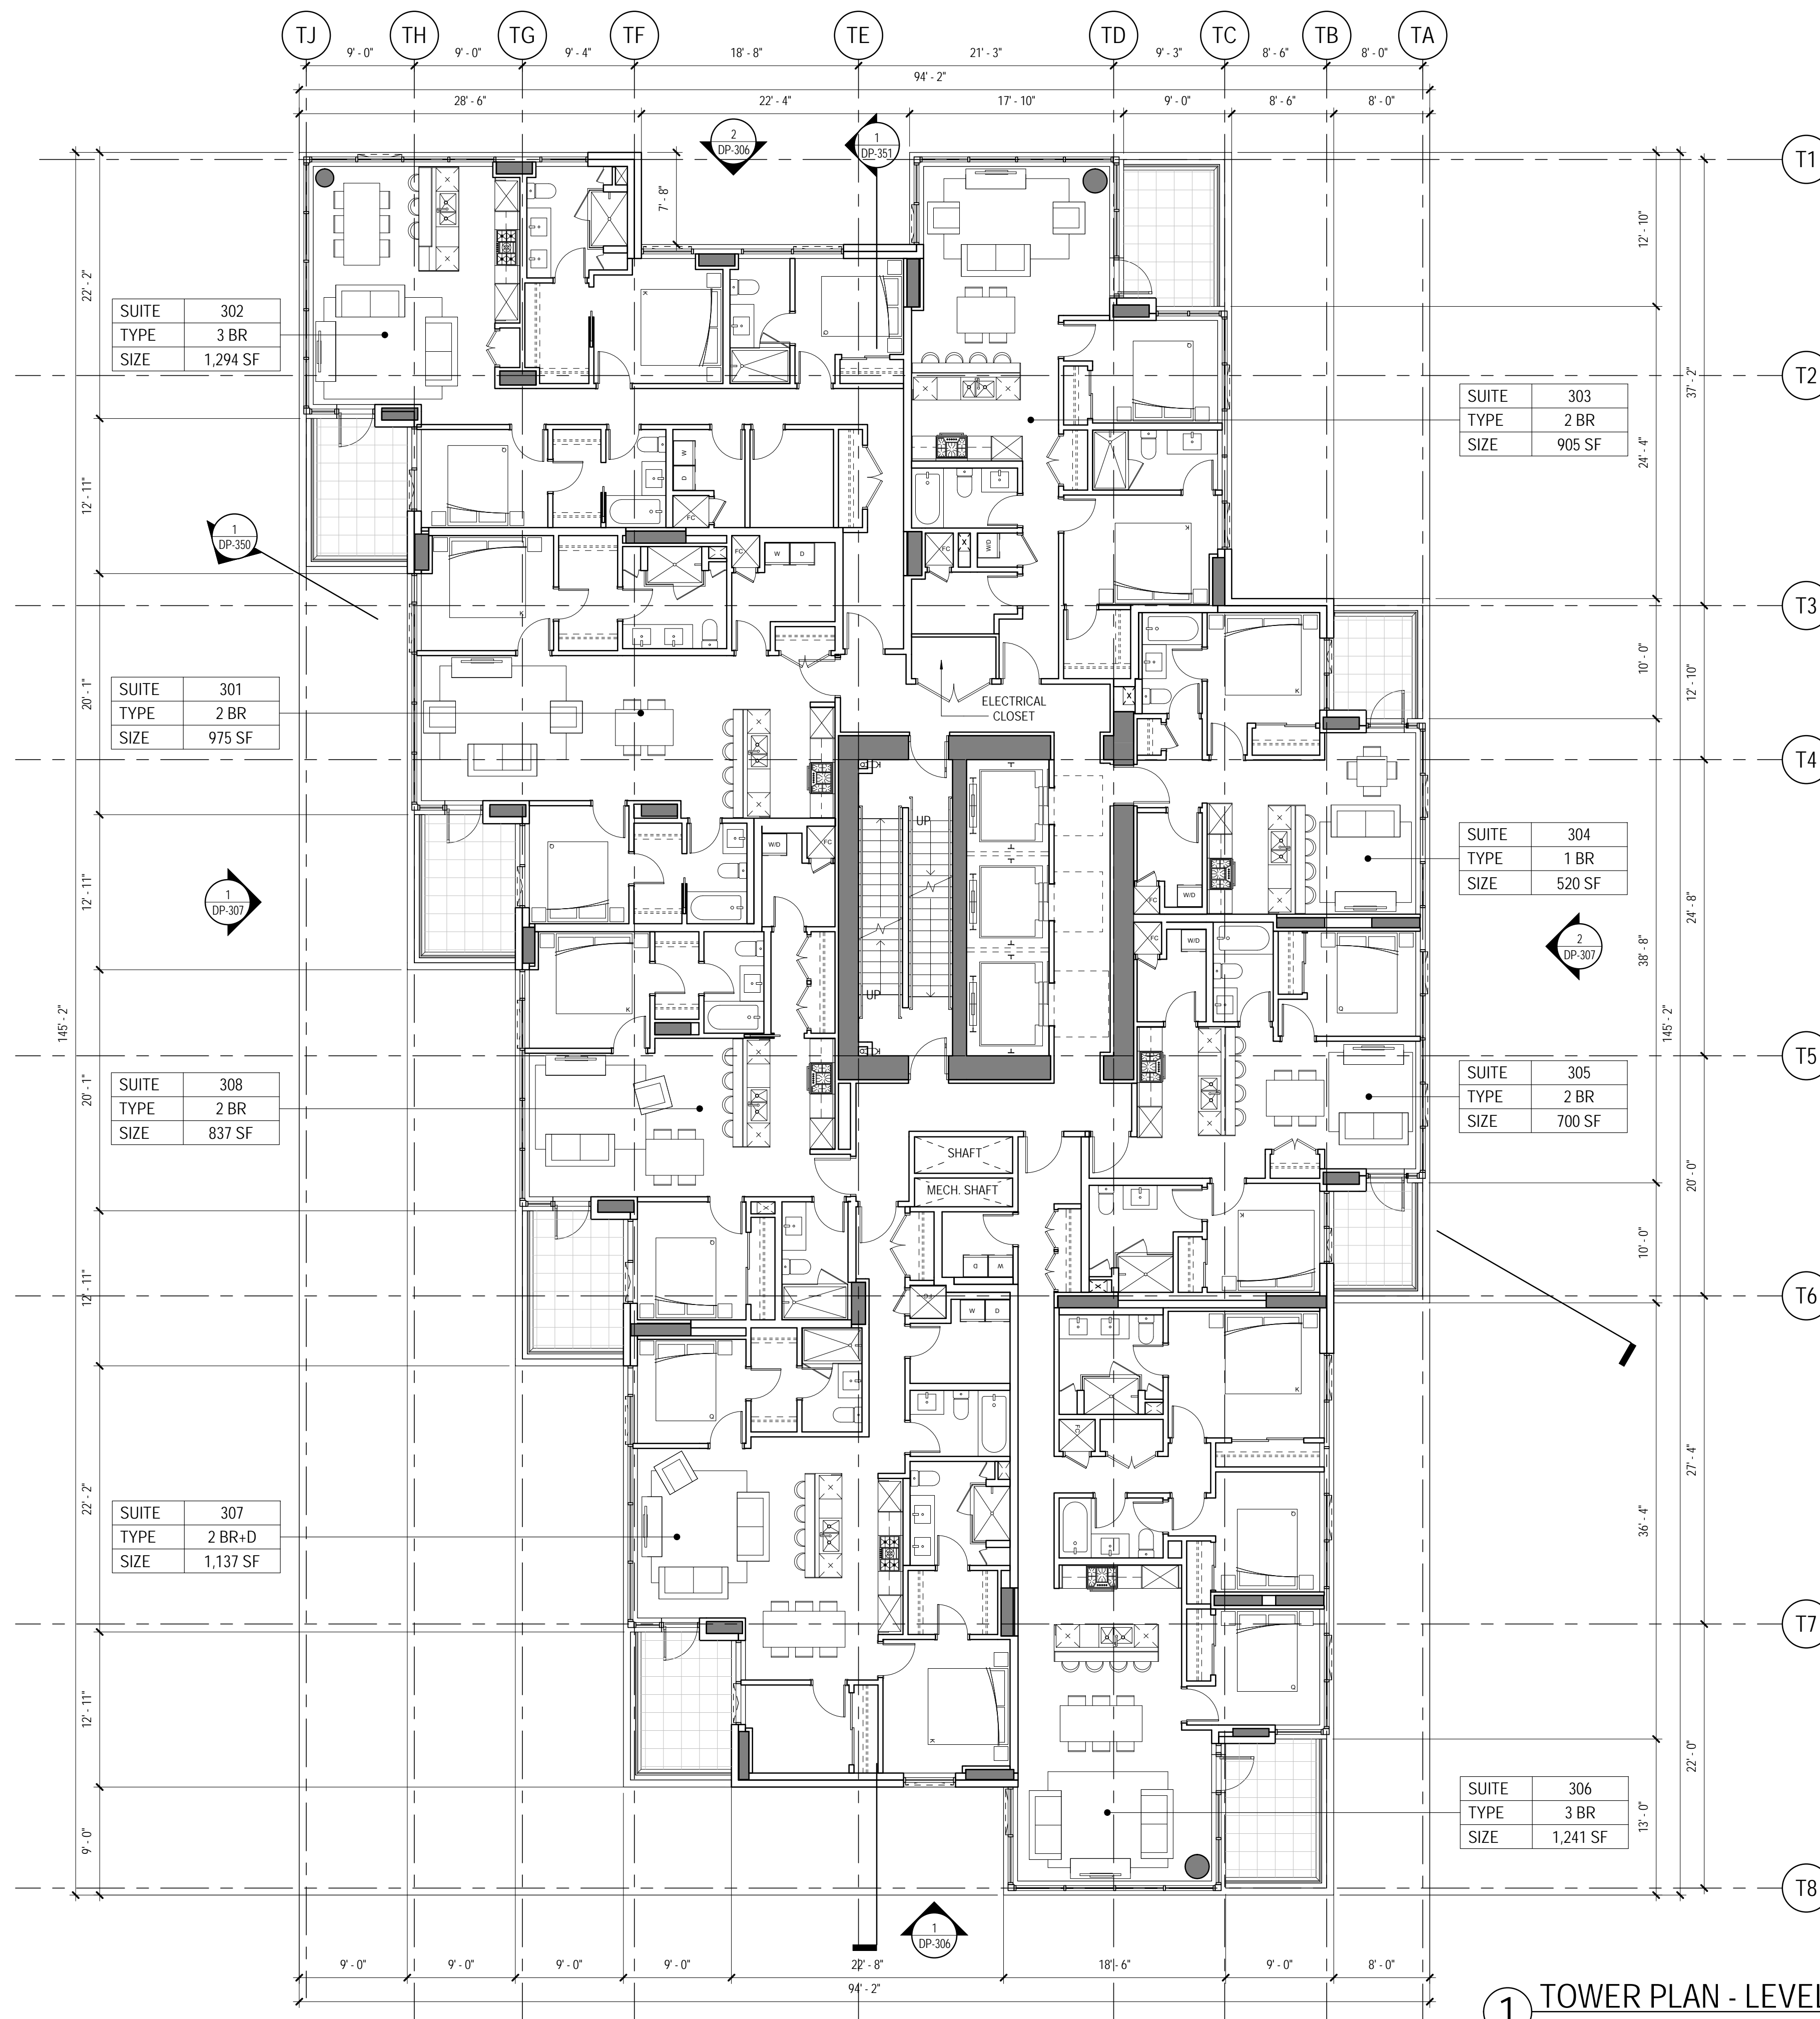 TJ TH TG TF TE TD TC TB TA
9' - 0" 9' - 0" 9' - 4" 18' - 8" 21' - 3" 9' - 3" 8' - 6" 8' - 0"
94' - 2"
28' - 6" 22' - 4" 17' - 10" 9' - 0" 8' - 6" 8' - 0"
2
DP-306
1
DP-351
T1
7' - 8"
12' - 10"
22' - 2"
SUITE 302
TYPE 3 BR
SIZE 1,294 SF
T2
37' - 2"
SUITE 303
TYPE 2 BR
SIZE 905 SF
24' - 4"
12' - 11"
1
DP-350
K
Q
Q
W
D
FC
FC
W D
FC
X
W/D
K
K
T3
10' - 0"
12' - 10"
20' - 1"
SUITE 301
TYPE 2 BR
SIZE 975 SF
ELECTRICAL
CLOSET
X
K
T4
UP
W/D
FC
SUITE 304
TYPE 1 BR
SIZE 520 SF
12' - 11"
1
DP-307
Q
FC
W/D
24' - 8"
38' - 8"
2
DP-307
FC
W/D
K
UP
Q
145' - 2"
145' - 2"
T5
20' - 1"
SUITE 308
TYPE 2 BR
SIZE 837 SF
SUITE 305
TYPE 2 BR
SIZE 700 SF
SHAFT
MECH. SHAFT
20' - 0"
10' - 0"
12' - 11"
Q
X
D W
K
FC
W D
X
T6
Q
K
FC
27' - 4"
22' - 2"
SUITE 307
TYPE 2 BR+D
SIZE 1,137 SF
36' - 4"
Q
T7
12' - 11"
K
Q
22' - 0"
SUITE 306
TYPE 3 BR
SIZE 1,241 SF
13' - 0"
9' - 0"
T8
1
DP-306
9' - 0" 9' - 0" 9' - 0" 9' - 0" 22' - 8" 18' - 6" 9' - 0" 8' - 0"
94' - 2"
1 TOWER PLAN - LEVEL